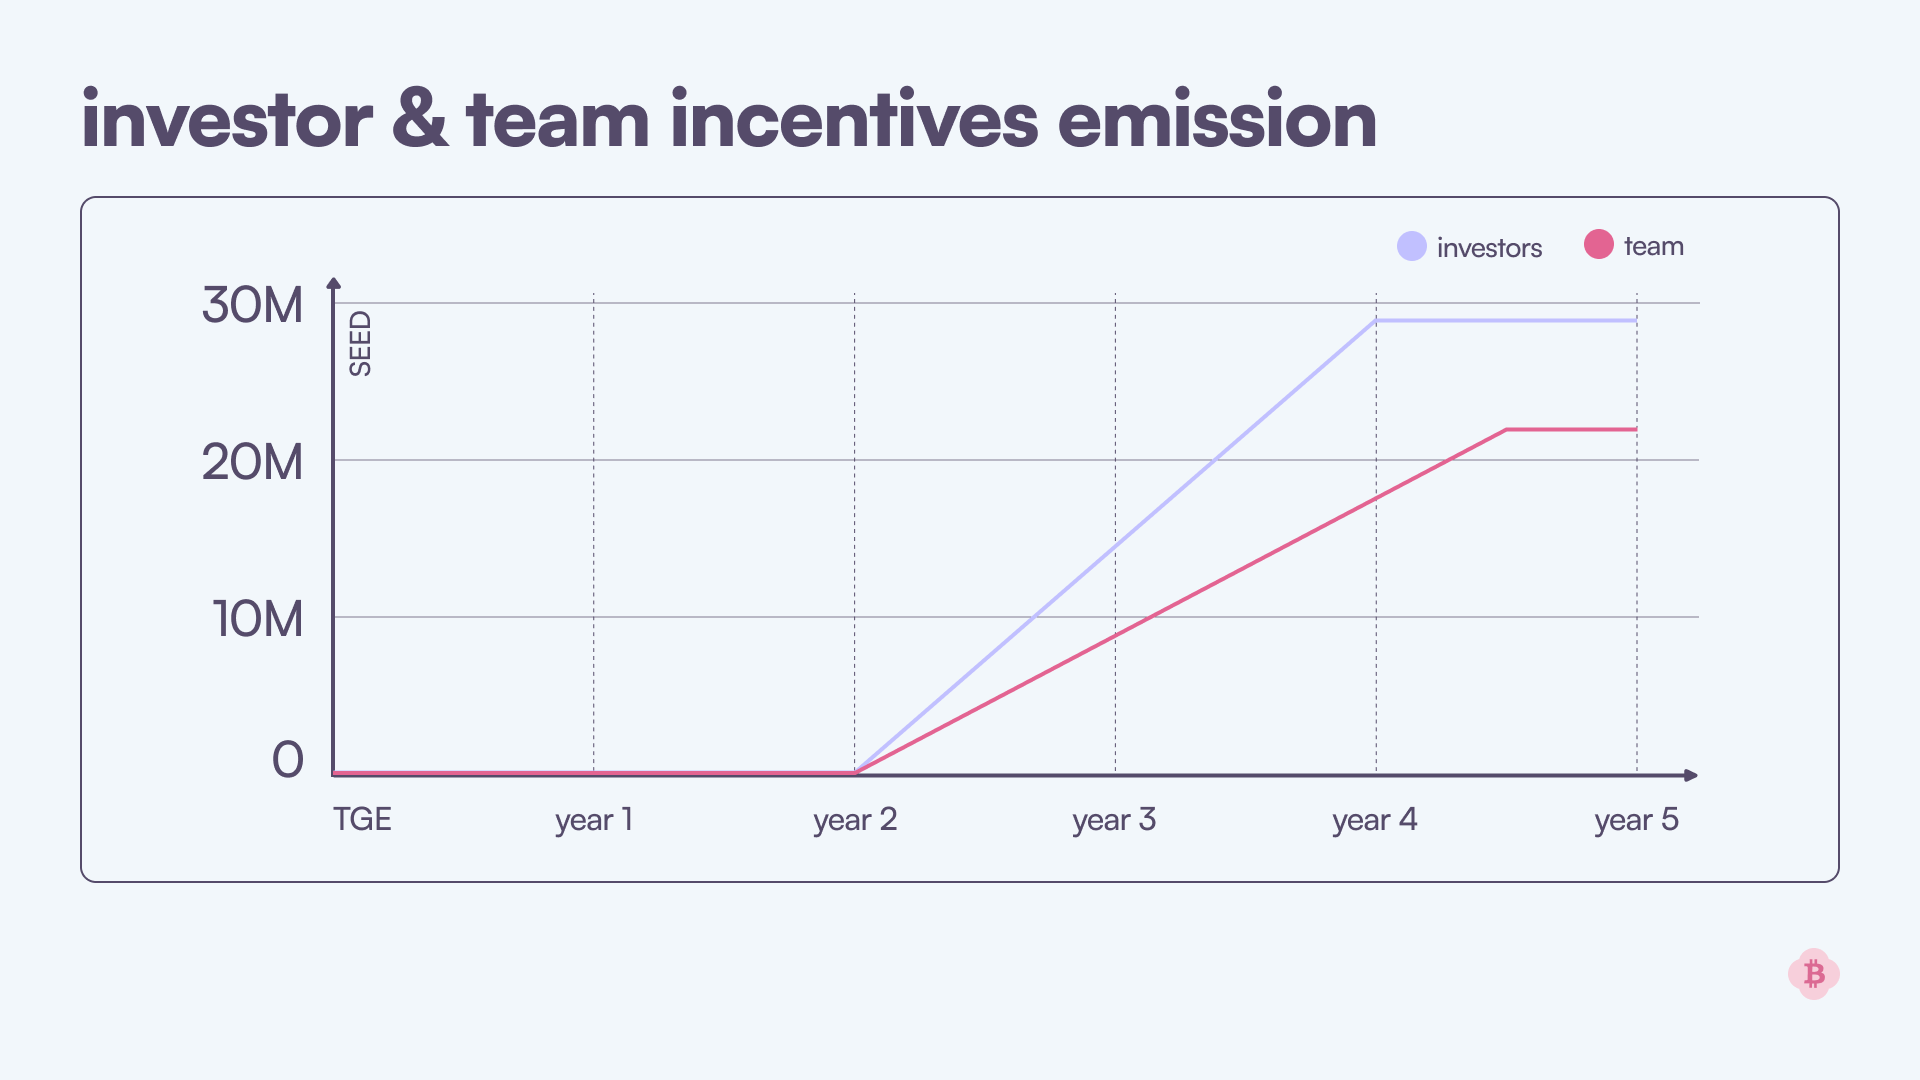 investor & team incentives emission
investors
team
30M
SEED
20M
10M
0
TGE
year 1
year 2
year 3
year 4
year 5